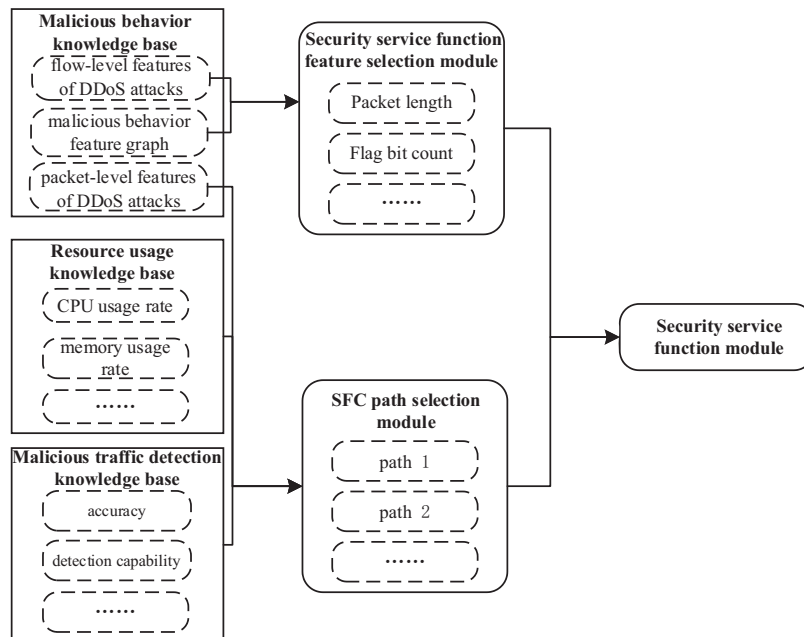 Malicious behavior
knowledge base
flow-level features
of DDoS attacks
malicious behavior
feature graph
packet-level features
of DDoS attacks
Resource usage
knowledge base
CPU usage rate
memory usage
rate
……
Malicious traffic detection
knowledge base
accuracy
detection capability
……
Security service function
feature selection module
Packet length
Flag bit count
……
SFC path selection
module
path 1
path 2
……
Security service
function module